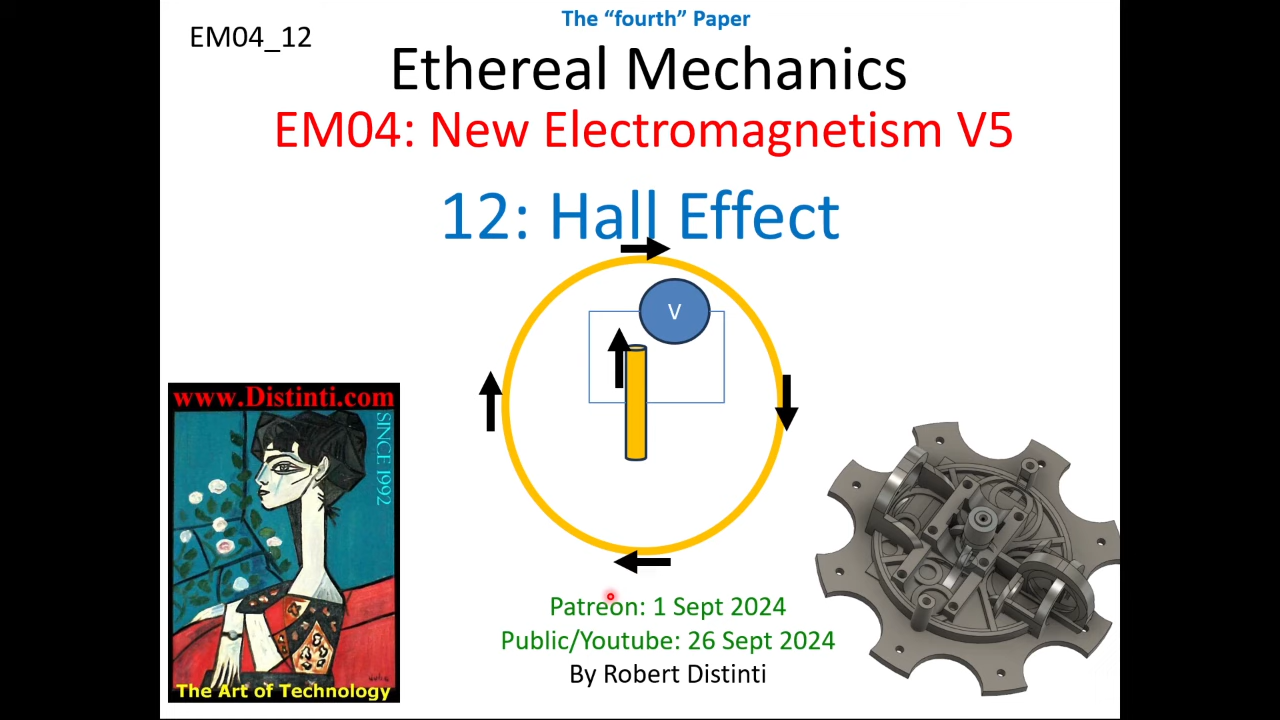 The “fourth” Paper
EM04_12
Ethereal Mechanics
EM04: New Electromagnetism V5
12: Hall Effect
V
www.Distinti.com
SINCE 1992
The Art of Technology
Patreon: 1 Sept 2024
Public/Youtube: 26 Sept 2024
By Robert Distinti